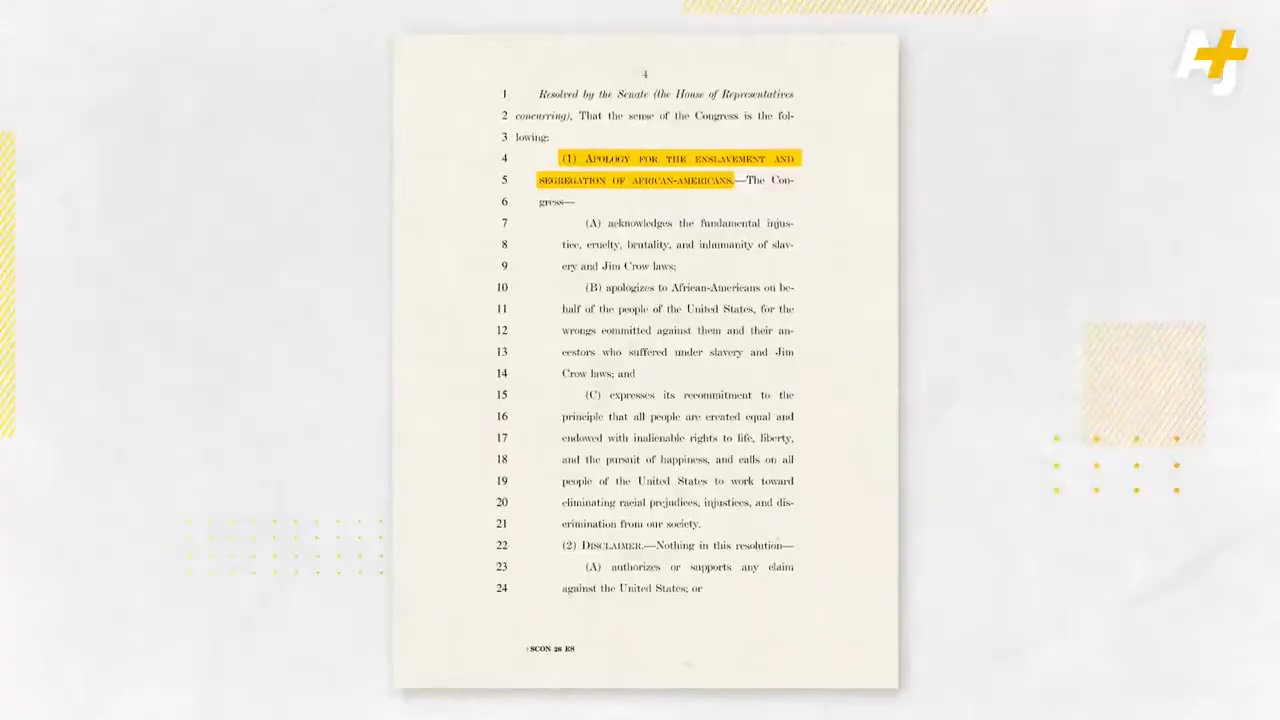 AJ+
4
1 Resolved by the Senate (the House of Representatives
2 concurring), That the sense of the Congress is the fol-
3 lowing:
4 (1) APOLOGY FOR THE ENSLAVEMENT AND
5 SEGREGATION OF AFRICAN-AMERICANS.—The Con-
6 gress—
7 (A) acknowledges the fundamental injus-
8 tice, cruelty, brutality, and inhumanity of slav-
9 ery and Jim Crow laws;
10 (B) apologizes to African-Americans on be-
11 half of the people of the United States, for the
12 wrongs committed against them and their an-
13 cestors who suffered under slavery and Jim
14 Crow laws; and
15 (C) expresses its recommitment to the
16 principle that all people are created equal and
17 endowed with inalienable rights to life, liberty,
18 and the pursuit of happiness, and calls on all
19 people of the United States to work toward
20 eliminating racial prejudices, injustices, and dis-
21 crimination from our society.
22 (2) DISCLAIMER.—Nothing in this resolution—
23 (A) authorizes or supports any claim
24 against the United States; or
†SCON 26 ES